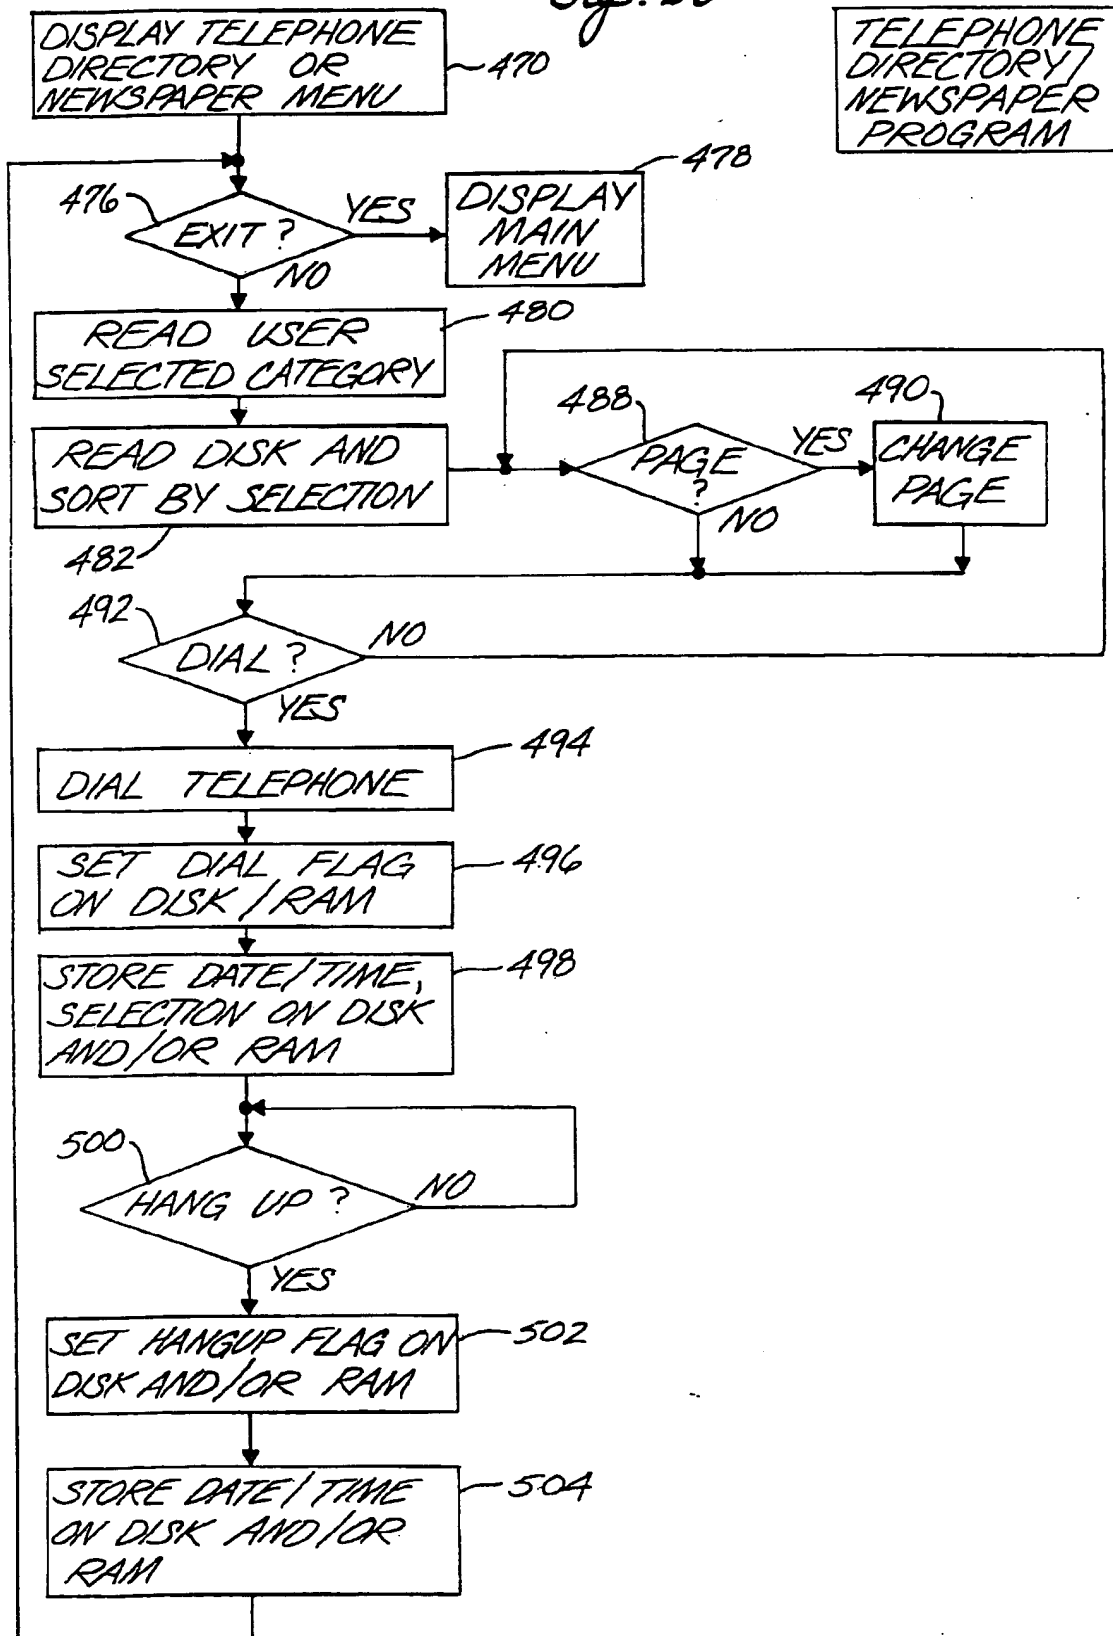 DISPLAY TELEPHONE
DIRECTORY OR
NEWSPAPER MENU
470
TELEPHONE
DIRECTORY/
NEWSPAPER
PROGRAM
476
EXIT?
YES
NO
478
DISPLAY
MAIN
MENU
480
READ USER
SELECTED CATEGORY
READ DISK AND
SORT BY SELECTION
482
488
PAGE
?
YES
NO
490
CHANGE
PAGE
492
DIAL?
NO
YES
494
DIAL TELEPHONE
496
SET DIAL FLAG
ON DISK / RAM
498
STORE DATE/TIME,
SELECTION ON DISK
AND/OR RAM
500
HANG UP?
NO
YES
502
SET HANGUP FLAG ON
DISK AND/OR RAM
504
STORE DATE/TIME
ON DISK AND/OR
RAM